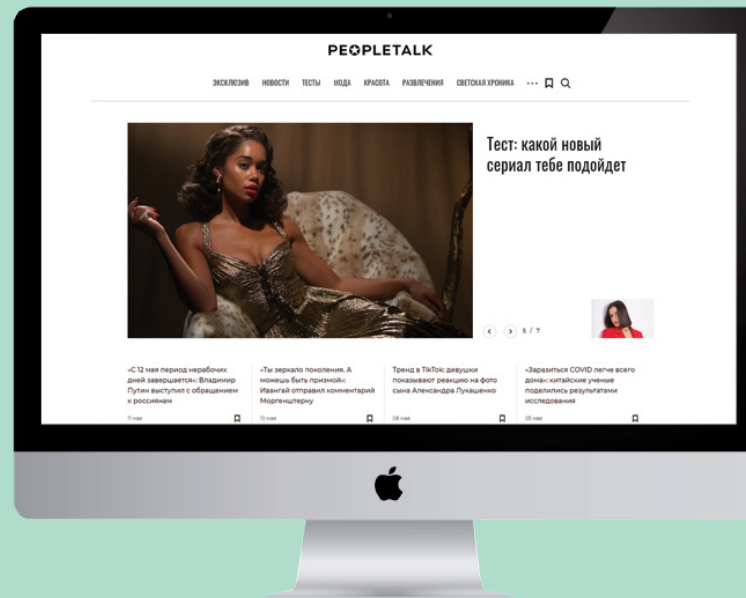 PEOPLETALK
ЭКСКЛЮЗИВ НОВОСТИ ТЕСТЫ МОДА КРАСОТА РАЗВЛЕЧЕНИЯ СВЕТСКАЯ ХРОНИКА ...
Тест: какой новый
сериал тебе подойдет
5 / 7
«С 12 мая период нерабочих
дней завершается»: Владимир
Путин выступил с обращением
к россиянам
11 мая
«Ты зеркало поколения. А
можешь быть призмой»:
Ивангай отправил комментарий
Моргенштерну
10 мая
Тренд в TikTok: девушки
показывают реакцию на фото
сына Александра Лукашенко
06 мая
«Заразиться COVID легче всего
дома»: китайские ученые
поделились результатами
исследования
05 мая